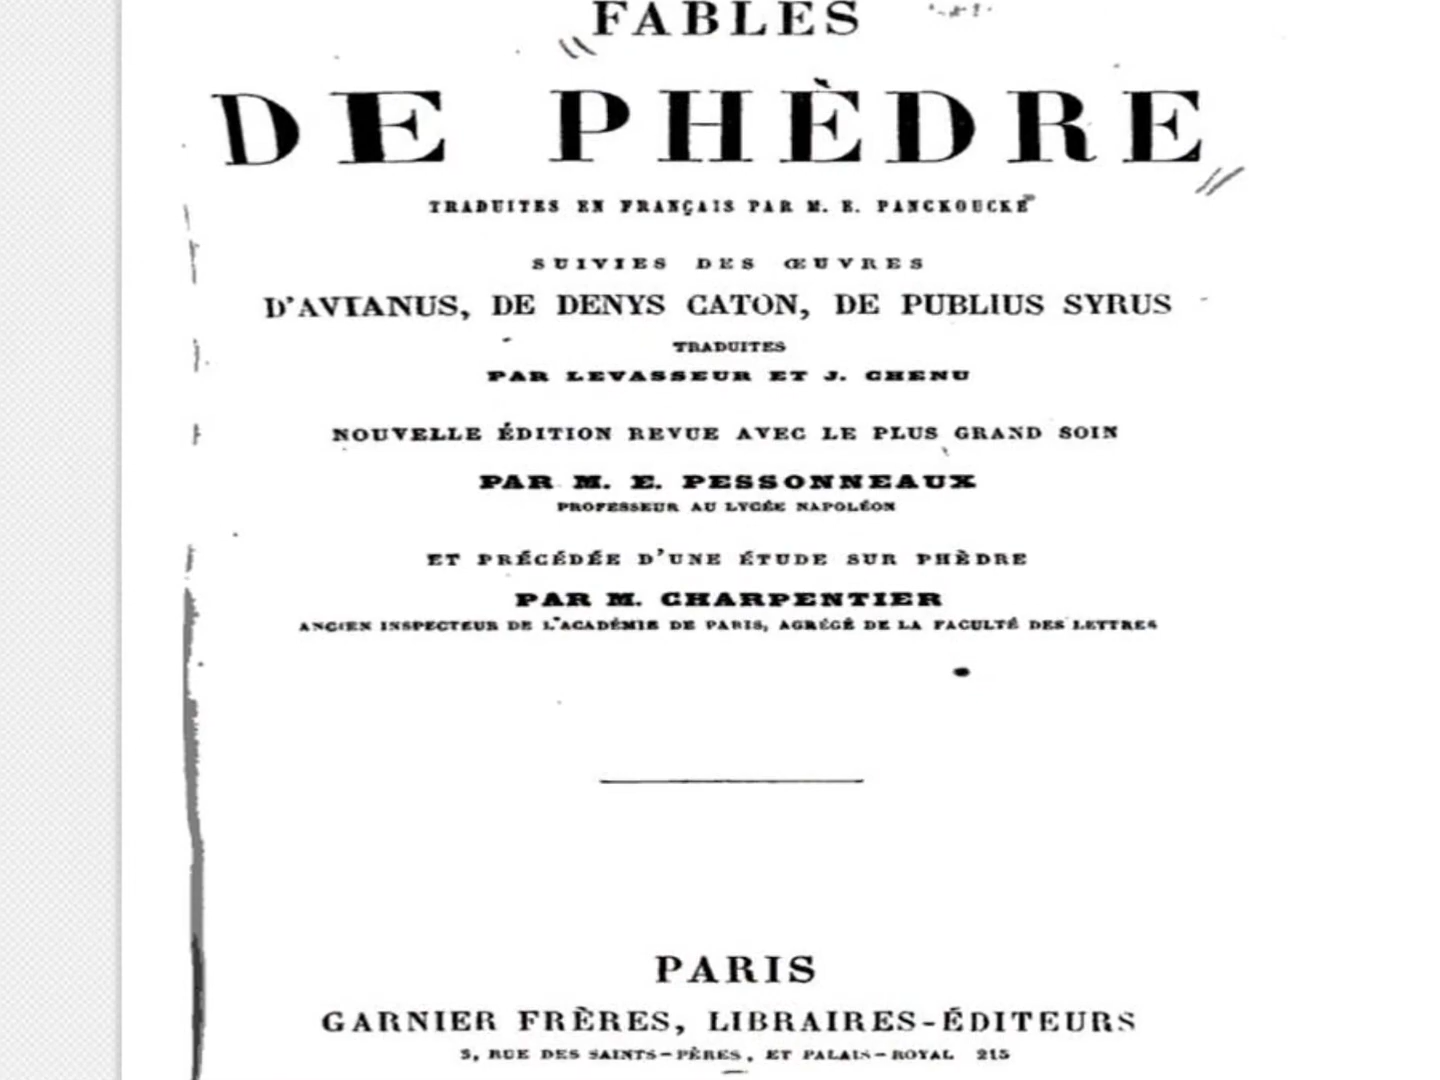 FABLES
DE PHÈDRE
TRADUITES EN FRANÇAIS PAR M. E. PANCKOUCKE
SUIVIES DES ŒUVRES
D'AVIANUS, DE DENYS CATON, DE PUBLIUS SYRUS
TRADUITES
PAR LEVASSEUR ET J. CHENU
NOUVELLE ÉDITION REVUE AVEC LE PLUS GRAND SOIN
PAR M. E. PESSONNEAUX
PROFESSEUR AU LYCÉE NAPOLÉON
ET PRÉCÉDÉE D'UNE ÉTUDE SUR PHÈDRE
PAR M. CHARPENTIER
ANCIEN INSPECTEUR DE L'ACADÉMIE DE PARIS, AGRÉGÉ DE LA FACULTÉ DES LETTRES
PARIS
GARNIER FRÈRES, LIBRAIRES-ÉDITEURS
RUE DES SAINTS-PÈRES, ET PALAIS-ROYAL 215